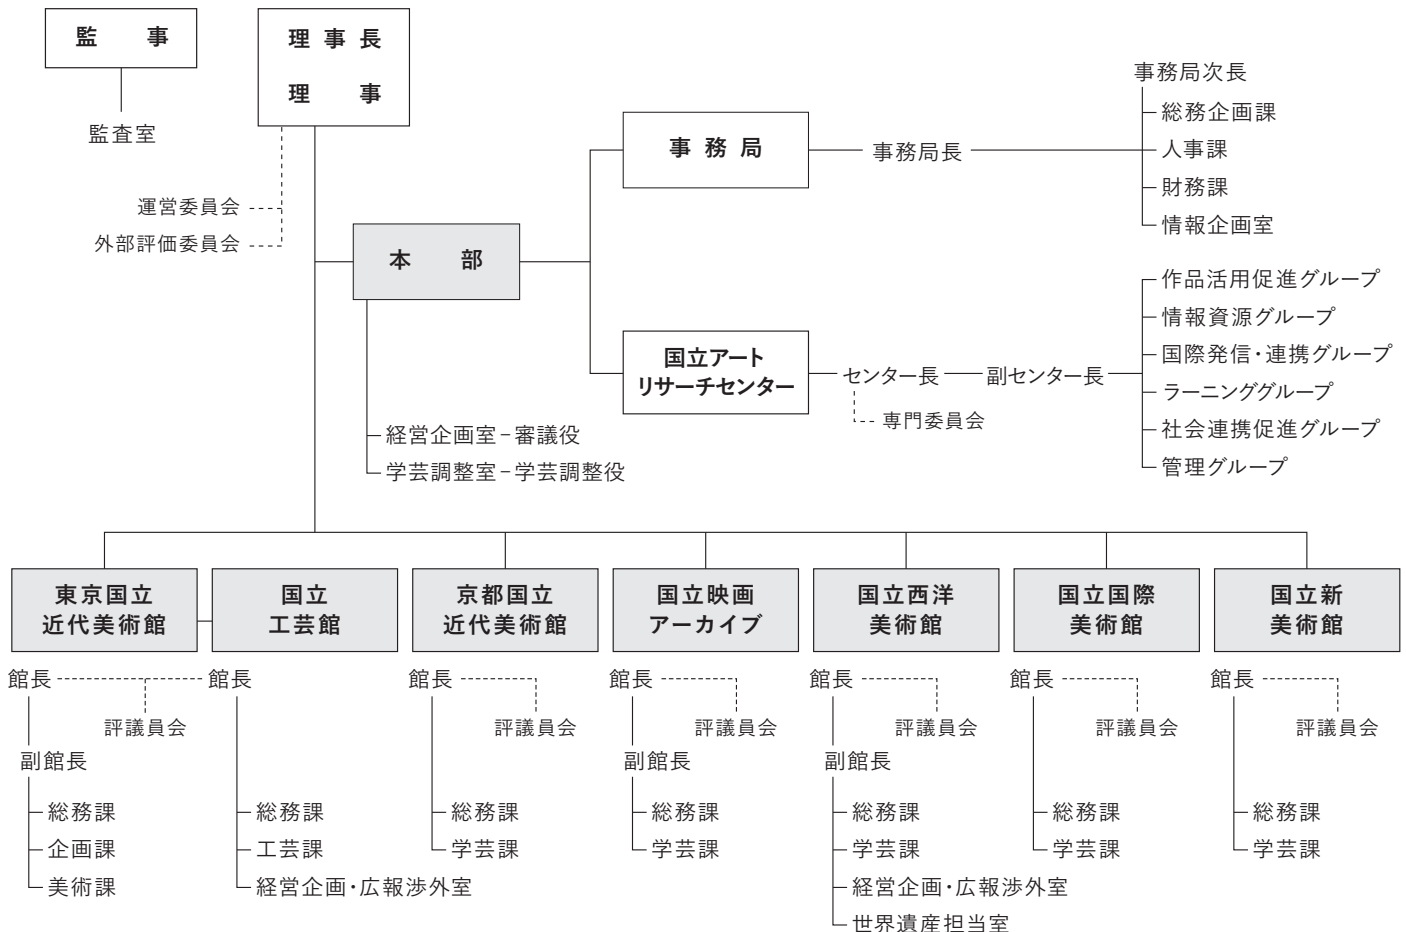 監　事
監査室
理事長
理　事
運営委員会
外部評価委員会
本　部
経営企画室－審議役
学芸調整室－学芸調整役
事務局
事務局長
事務局次長
総務企画課
人事課
財務課
情報企画室
国立アート
リサーチセンター
センター長
専門委員会
副センター長
作品活用促進グループ
情報資源グループ
国際発信・連携グループ
ラーニンググループ
社会連携促進グループ
管理グループ
東京国立
近代美術館
館長
評議員会
副館長
総務課
企画課
美術課
国立
工芸館
館長
総務課
工芸課
経営企画・広報渉外室
京都国立
近代美術館
館長
評議員会
総務課
学芸課
国立映画
アーカイブ
館長
評議員会
副館長
総務課
学芸課
国立西洋
美術館
館長
評議員会
副館長
総務課
学芸課
経営企画・広報渉外室
世界遺産担当室
国立国際
美術館
館長
評議員会
総務課
学芸課
国立新
美術館
館長
評議員会
総務課
学芸課